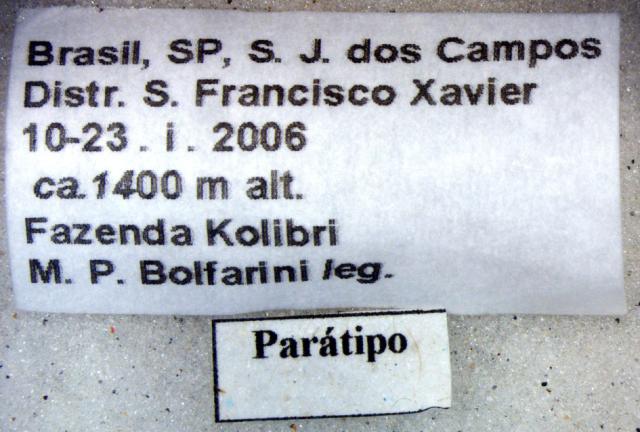 Brasil, SP, S. J. dos Campos
Distr. S. Francisco Xavier
10-23 . i . 2006
ca.1400 m alt.
Fazenda Kolibri
M. P. Bolfarini leg.
Parátipo